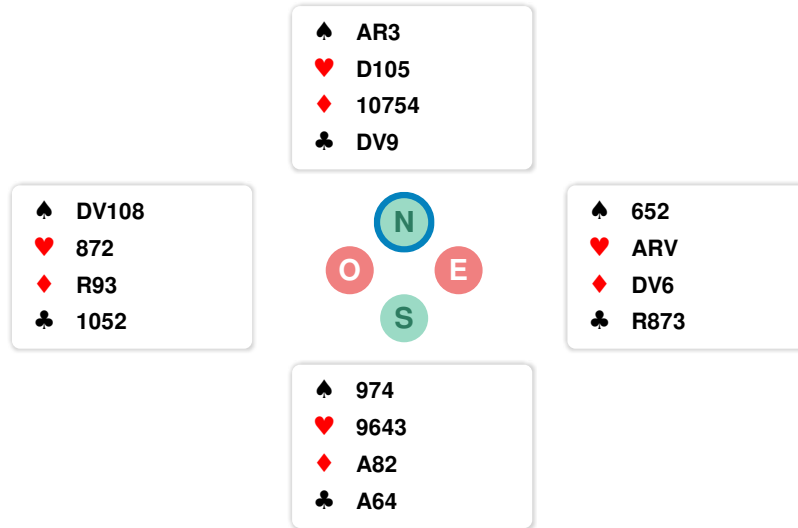 ♠ AR3
♥ D105
♦ 10754
♣ DV9
♠ DV108
♥ 872
♦ R93
♣ 1052
N
O
E
S
♠ 652
♥ ARV
♦ DV6
♣ R873
♠ 974
♥ 9643
♦ A82
♣ A64